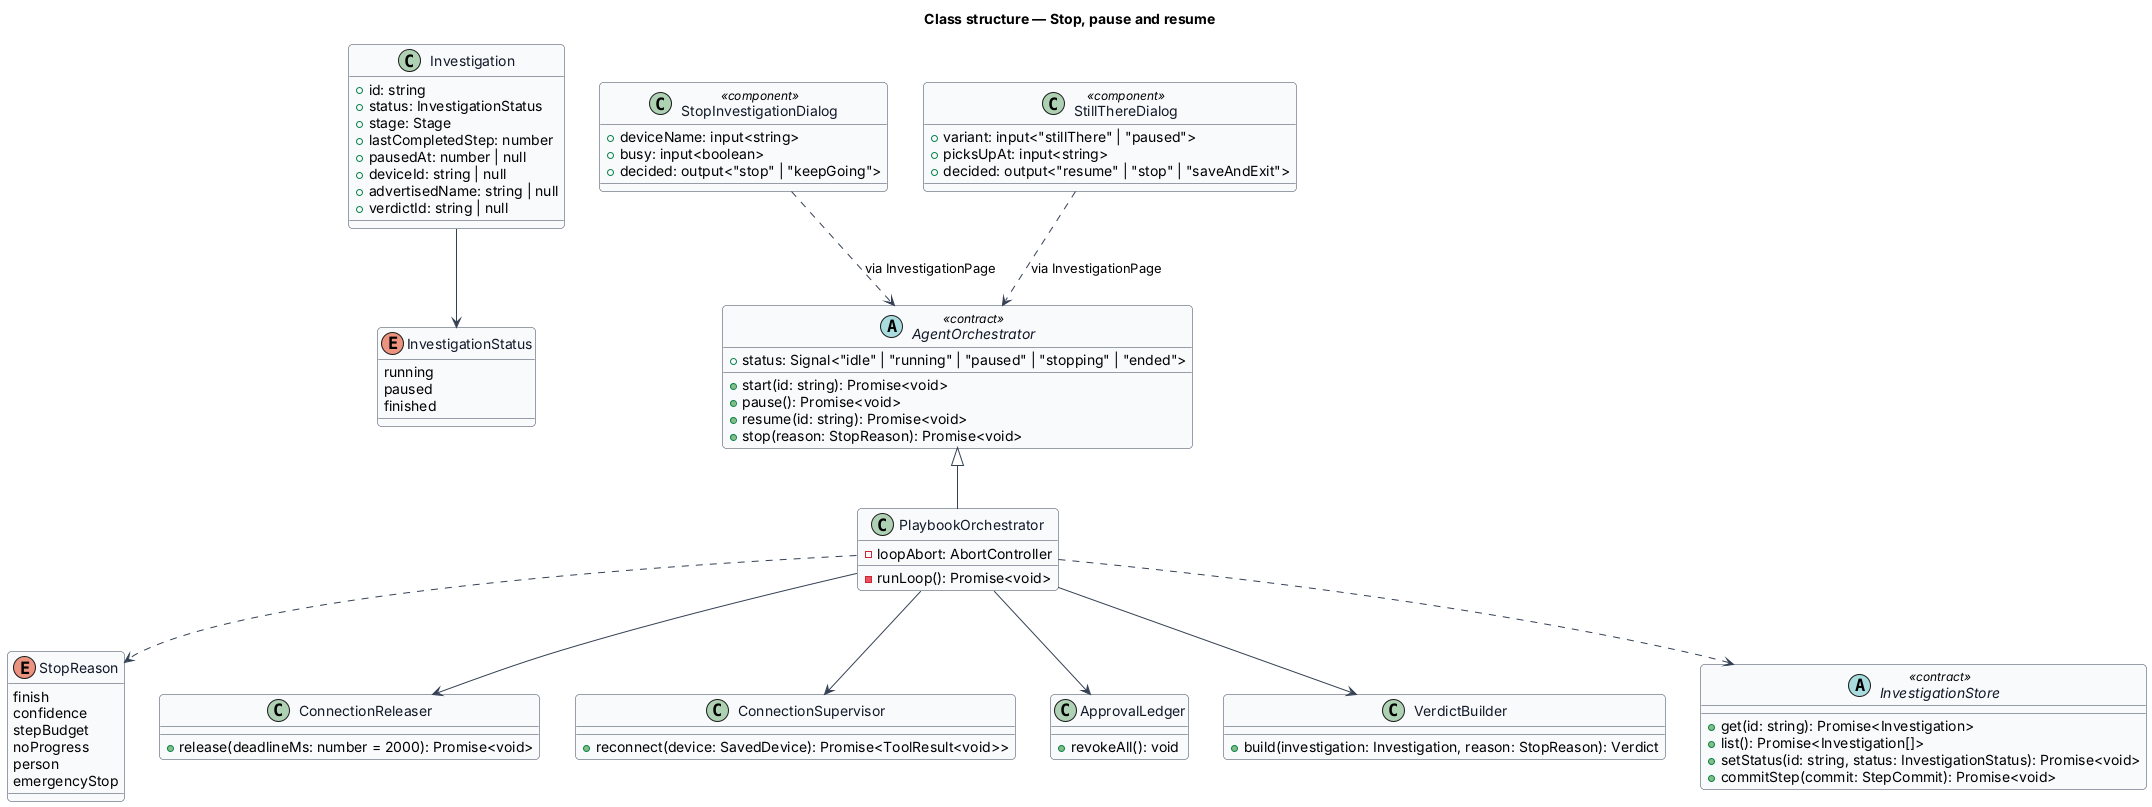 Class structure — Stop, pause and resume
C Investigation
id: string
status: InvestigationStatus
stage: Stage
lastCompletedStep: number
pausedAt: number | null
deviceId: string | null
advertisedName: string | null
verdictId: string | null
«component»
C StopInvestigationDialog
deviceName: input<string>
busy: input<boolean>
decided: output<"stop" | "keepGoing">
«component»
C StillThereDialog
variant: input<"stillThere" | "paused">
picksUpAt: input<string>
decided: output<"resume" | "stop" | "saveAndExit">
via InvestigationPage
via InvestigationPage
E InvestigationStatus
running
paused
finished
«contract»
A AgentOrchestrator
status: Signal<"idle" | "running" | "paused" | "stopping" | "ended">
start(id: string): Promise<void>
pause(): Promise<void>
resume(id: string): Promise<void>
stop(reason: StopReason): Promise<void>
C PlaybookOrchestrator
loopAbort: AbortController
runLoop(): Promise<void>
E StopReason
finish
confidence
stepBudget
noProgress
person
emergencyStop
C ConnectionReleaser
release(deadlineMs: number = 2000): Promise<void>
C ConnectionSupervisor
reconnect(device: SavedDevice): Promise<ToolResult<void>>
C ApprovalLedger
revokeAll(): void
C VerdictBuilder
build(investigation: Investigation, reason: StopReason): Verdict
«contract»
A InvestigationStore
get(id: string): Promise<Investigation>
list(): Promise<Investigation[]>
setStatus(id: string, status: InvestigationStatus): Promise<void>
commitStep(commit: StepCommit): Promise<void>